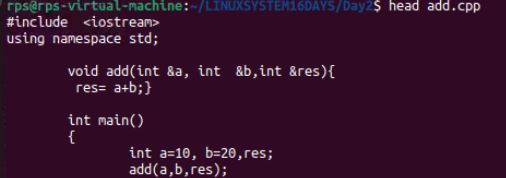 rps@rps-virtual-machine:~/LINUXSYSTEM16DAYS/Day2$ head add.cpp
#include  <iostream>
using namespace std;
void add(int &a, int  &b,int &res){
res= a+b;}
int main()
{
int a=10, b=20,res;
add(a,b,res);